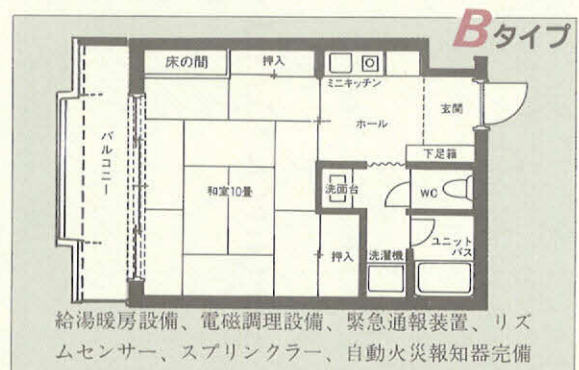 Bタイプ
床の間
押入
ミニキッチン
玄関
ホール
バルコニー
下足箱
和室10畳
洗面台
WC
押入
洗濯機
ユニット
バス
給湯暖房設備、電磁調理設備、緊急通報装置、リズ
ムセンサー、スプリンクラー、自動火災報知器完備